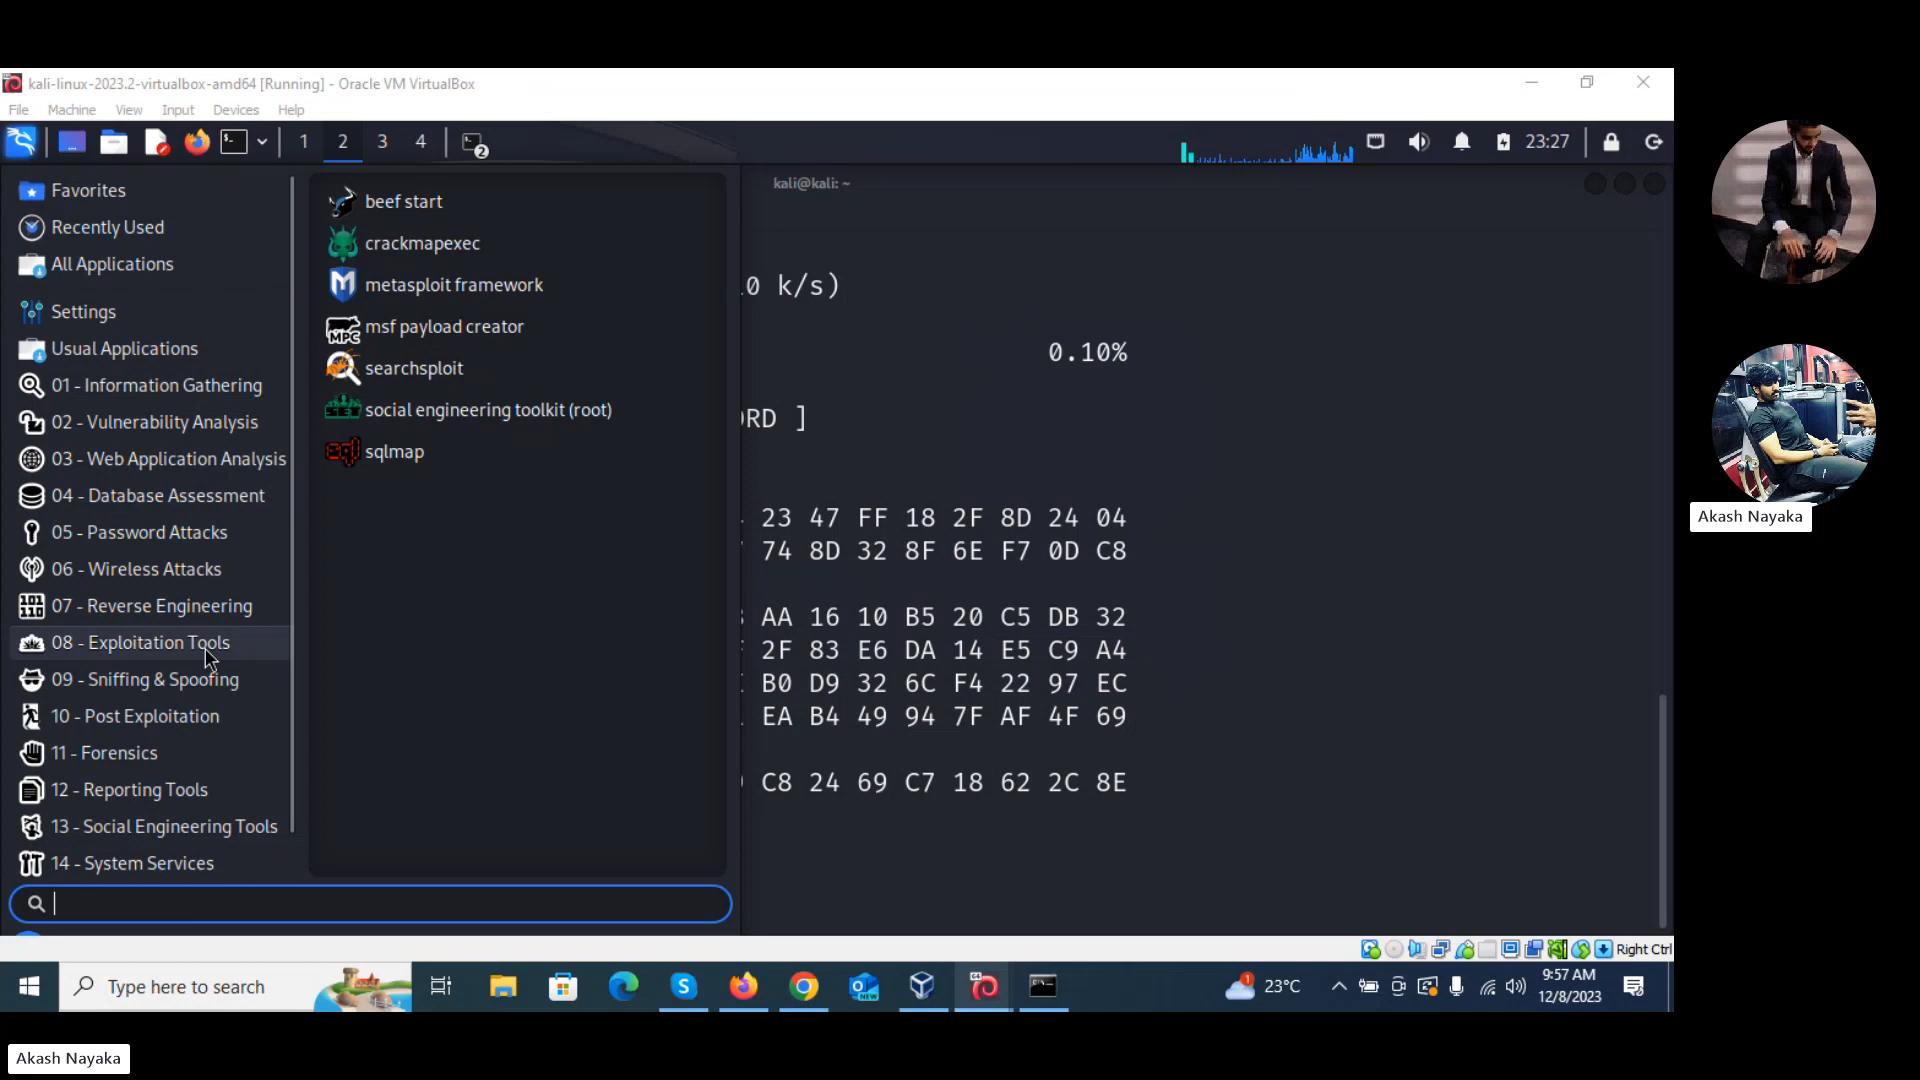 kali-linux-2023.2-virtualbox-amd64 [Running] - Oracle VM VirtualBox
File Machine View Input Devices Help
1 2 3 4 2 23:27
Favorites
Recently Used
All Applications
Settings
Usual Applications
01 - Information Gathering
02 - Vulnerability Analysis
03 - Web Application Analysis
04 - Database Assessment
05 - Password Attacks
06 - Wireless Attacks
07 - Reverse Engineering
08 - Exploitation Tools
09 - Sniffing & Spoofing
10 - Post Exploitation
11 - Forensics
12 - Reporting Tools
13 - Social Engineering Tools
14 - System Services
beef start
crackmapexec
metasploit framework
msf payload creator
searchsploit
social engineering toolkit (root)
sqlmap
kali@kali: ~
0 k/s)
0.10%
RD ]
23 47 FF 18 2F 8D 24 04
74 8D 32 8F 6E F7 0D C8
AA 16 10 B5 20 C5 DB 32
2F 83 E6 DA 14 E5 C9 A4
B0 D9 32 6C F4 22 97 EC
EA B4 49 94 7F AF 4F 69
C8 24 69 C7 18 62 2C 8E
Right Ctrl
Type here to search
23°C
9:57 AM
12/8/2023
Akash Nayaka
Akash Nayaka